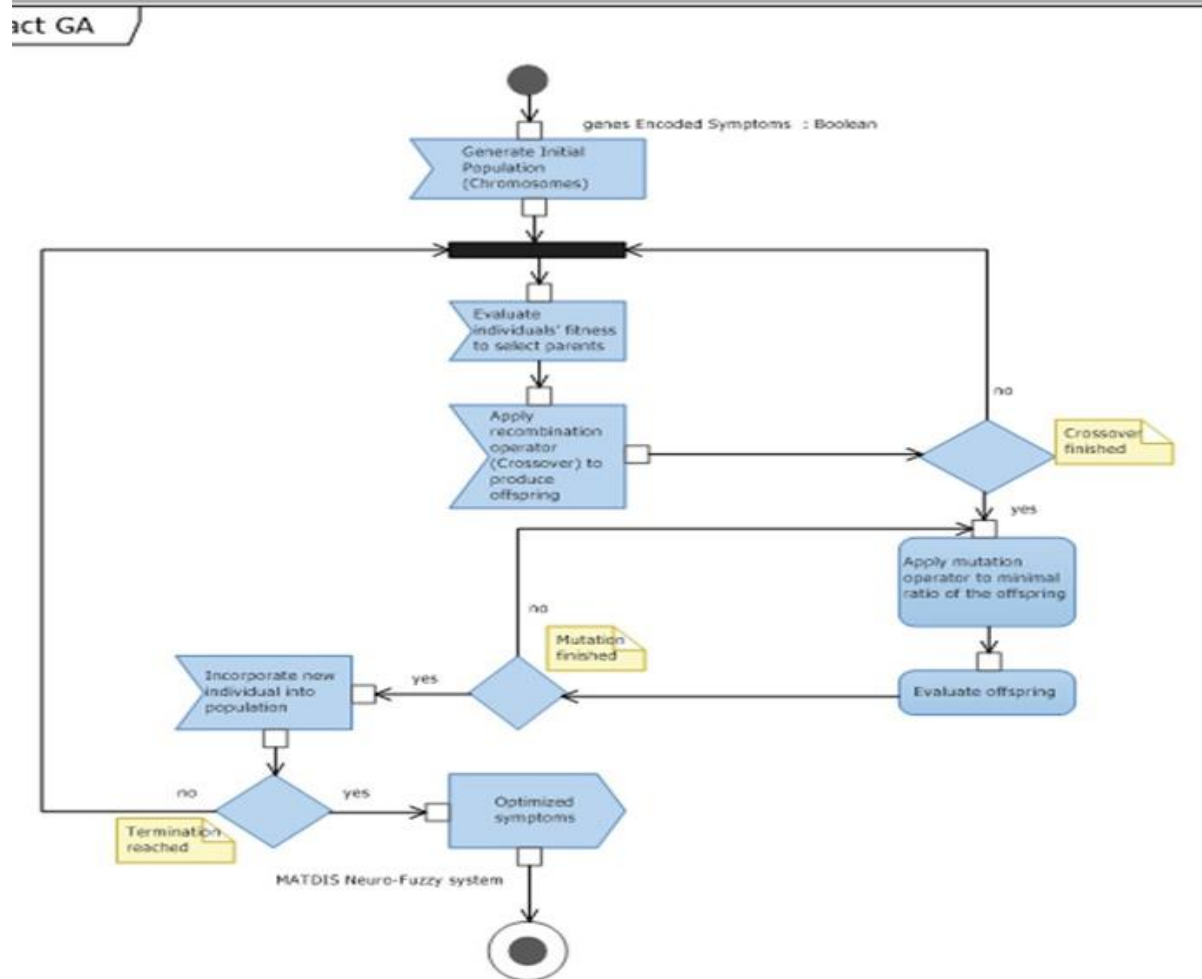 act GA
genes Encoded Symptoms : Boolean
Generate Initial
Population
(Chromosomes)
Evaluate
individuals' fitness
to select parents
no
Apply
recombination
operator
(Crossover) to
produce
offspring
Crossover
finished
yes
Apply mutation
operator to minimal
ratio of the offspring
no
Mutation
finished
Incorporate new
individual into
population
yes
Evaluate offspring
no
yes
Optimized
symptoms
Termination
reached
MATDIS Neuro-Fuzzy system